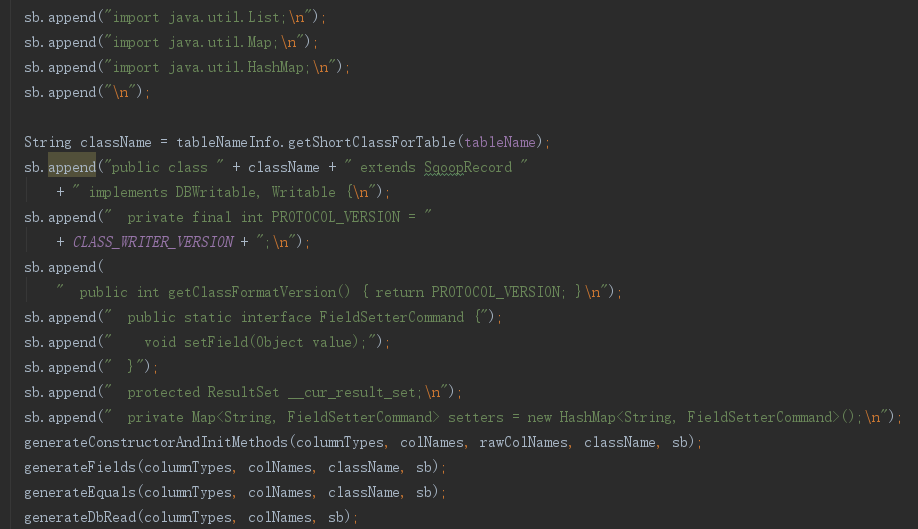 sb.append("import java.util.List;\n");
sb.append("import java.util.Map;\n");
sb.append("import java.util.HashMap;\n");
sb.append("\n");
String className = tableNameInfo.getShortClassForTable(tableName);
sb.append("public class " + className + " extends SqoopRecord "
+ " implements DBWritable, Writable {\n");
sb.append("  private final int PROTOCOL_VERSION = "
+ CLASS_WRITER_VERSION + ";\n");
sb.append(
"  public int getClassFormatVersion() { return PROTOCOL_VERSION; }\n");
sb.append("  public static interface FieldSetterCommand {");
sb.append("    void setField(Object value);");
sb.append("  }");
sb.append("  protected ResultSet __cur_result_set;\n");
sb.append("  private Map<String, FieldSetterCommand> setters = new HashMap<String, FieldSetterCommand>();\n");
generateConstructorAndInitMethods(columnTypes, colNames, rawColNames, className, sb);
generateFields(columnTypes, colNames, className, sb);
generateEquals(columnTypes, colNames, className, sb);
generateDbRead(columnTypes, colNames, sb);